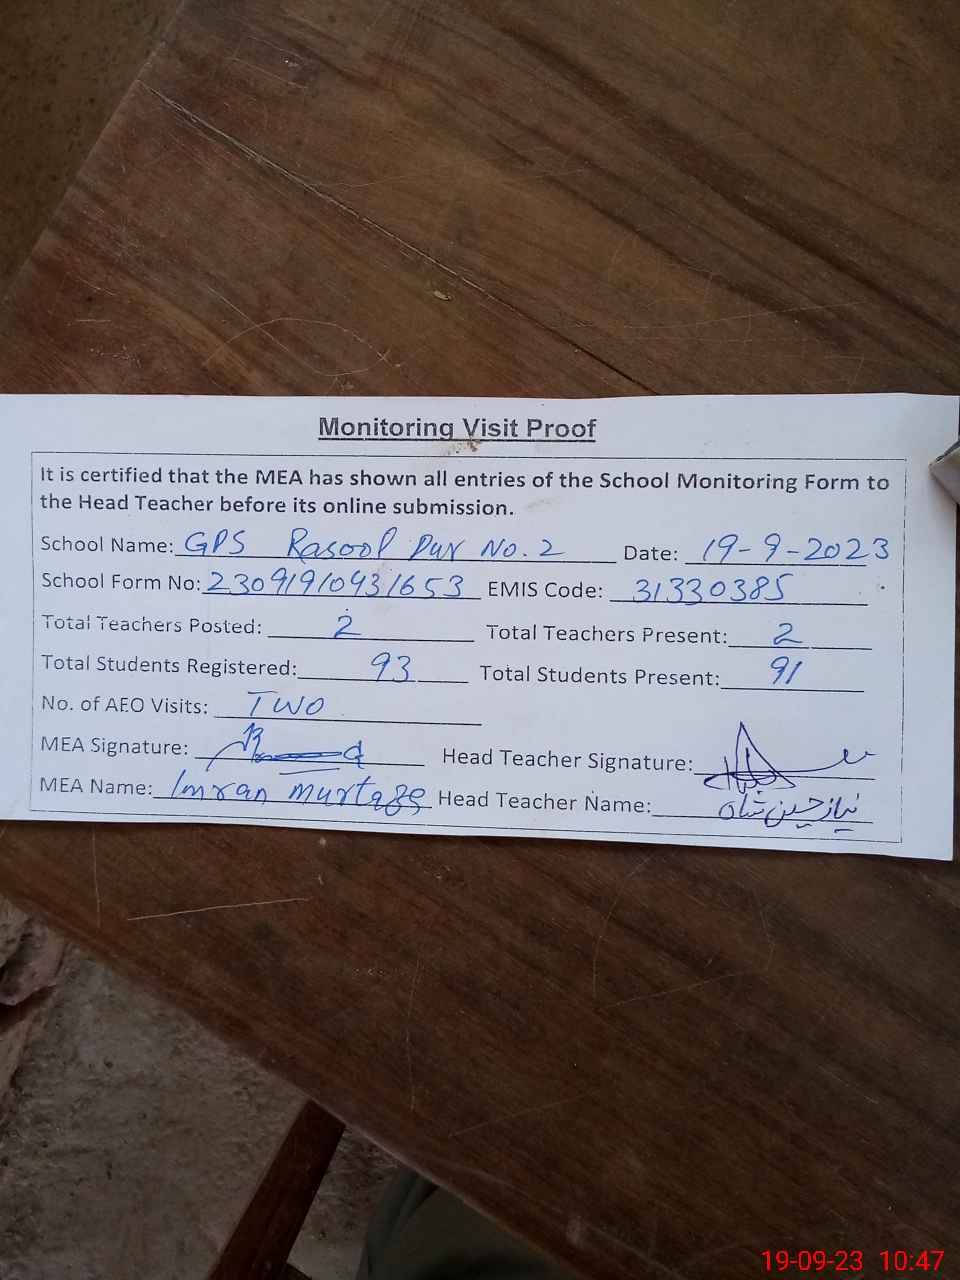 Monitoring Visit Proof
It is certified that the MEA has shown all entries of the School Monitoring Form to
the Head Teacher before its online submission.
School Name: GPS Rasool Pur No. 2 Date: 19-9-2023
School Form No: 23091910931653 EMIS Code: 31330385
Total Teachers Posted: 2 Total Teachers Present: 2
Total Students Registered: 93 Total Students Present: 91
No. of AEO Visits: TWO
MEA Signature: Head Teacher Signature:
MEA Name: Imran Murtaza Head Teacher Name: نیاز حسین شاہ
19-09-23 10:47